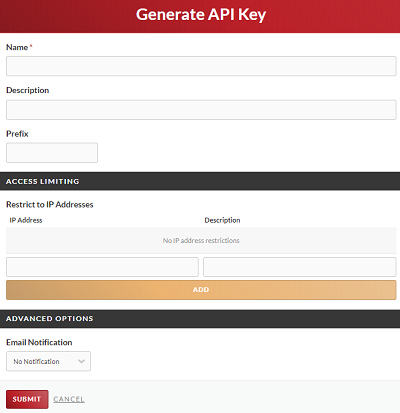 Generate API Key
Name *
Description
Prefix
ACCESS LIMITING
Restrict to IP Addresses
IP Address Description
No IP address restrictions
ADD
ADVANCED OPTIONS
Email Notification
No Notification
SUBMIT CANCEL